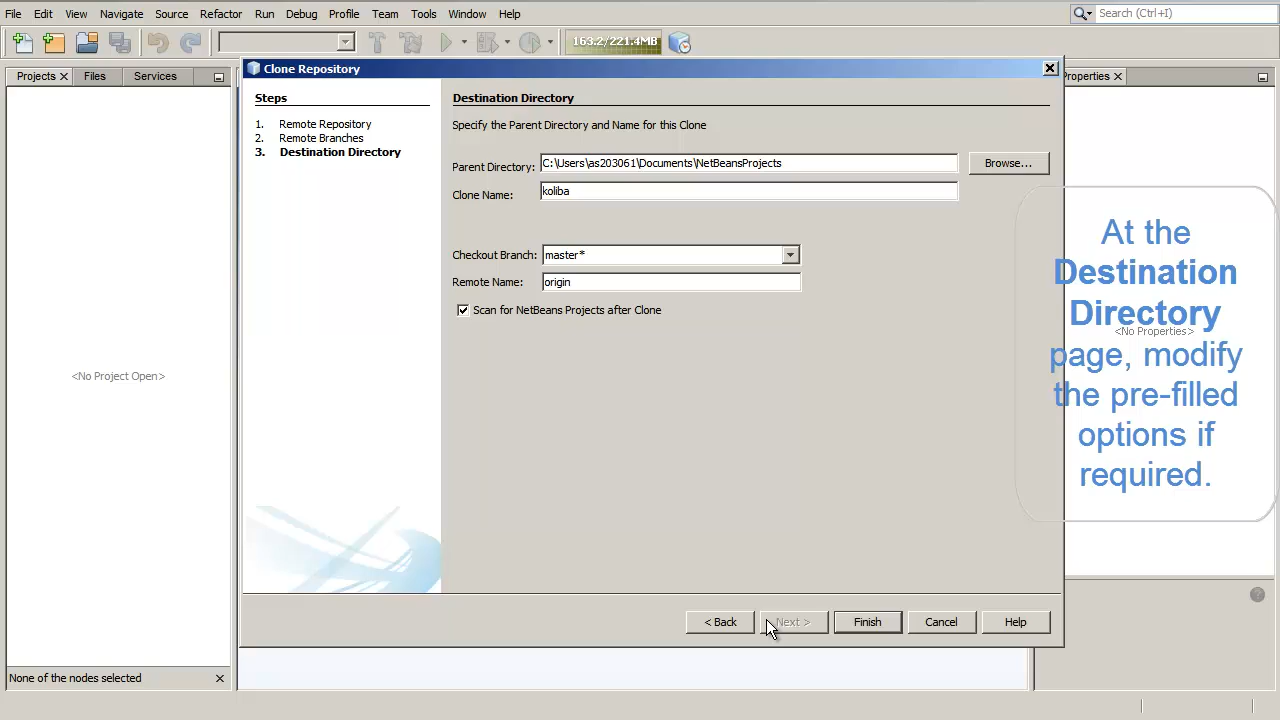 File Edit View Navigate Source Refactor Run Debug Profile Team Tools Window Help
Search (Ctrl+I)
163.2/221.4MB
Projects Files Services
Properties
Clone Repository
Steps
1. Remote Repository
2. Remote Branches
3. Destination Directory
Destination Directory
Specify the Parent Directory and Name for this Clone
Parent Directory: C:\Users\as203061\Documents\NetBeansProjects Browse...
Clone Name: koliba
Checkout Branch: master*
Remote Name: origin
Scan for NetBeans Projects after Clone
< Back Next > Finish Cancel Help
<No Project Open>
None of the nodes selected
<No Properties>
At the
Destination
Directory
page, modify
the pre-filled
options if
required.